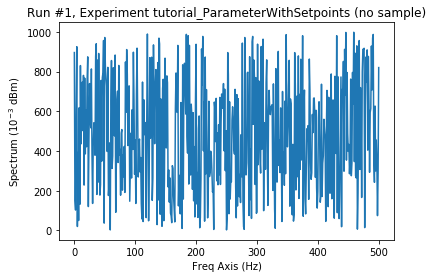 Run #1, Experiment tutorial_ParameterWithSetpoints (no sample)
1000
800
600
400
200
0
Spectrum (10⁻³ dBm)
0 100 200 300 400 500
Freq Axis (Hz)